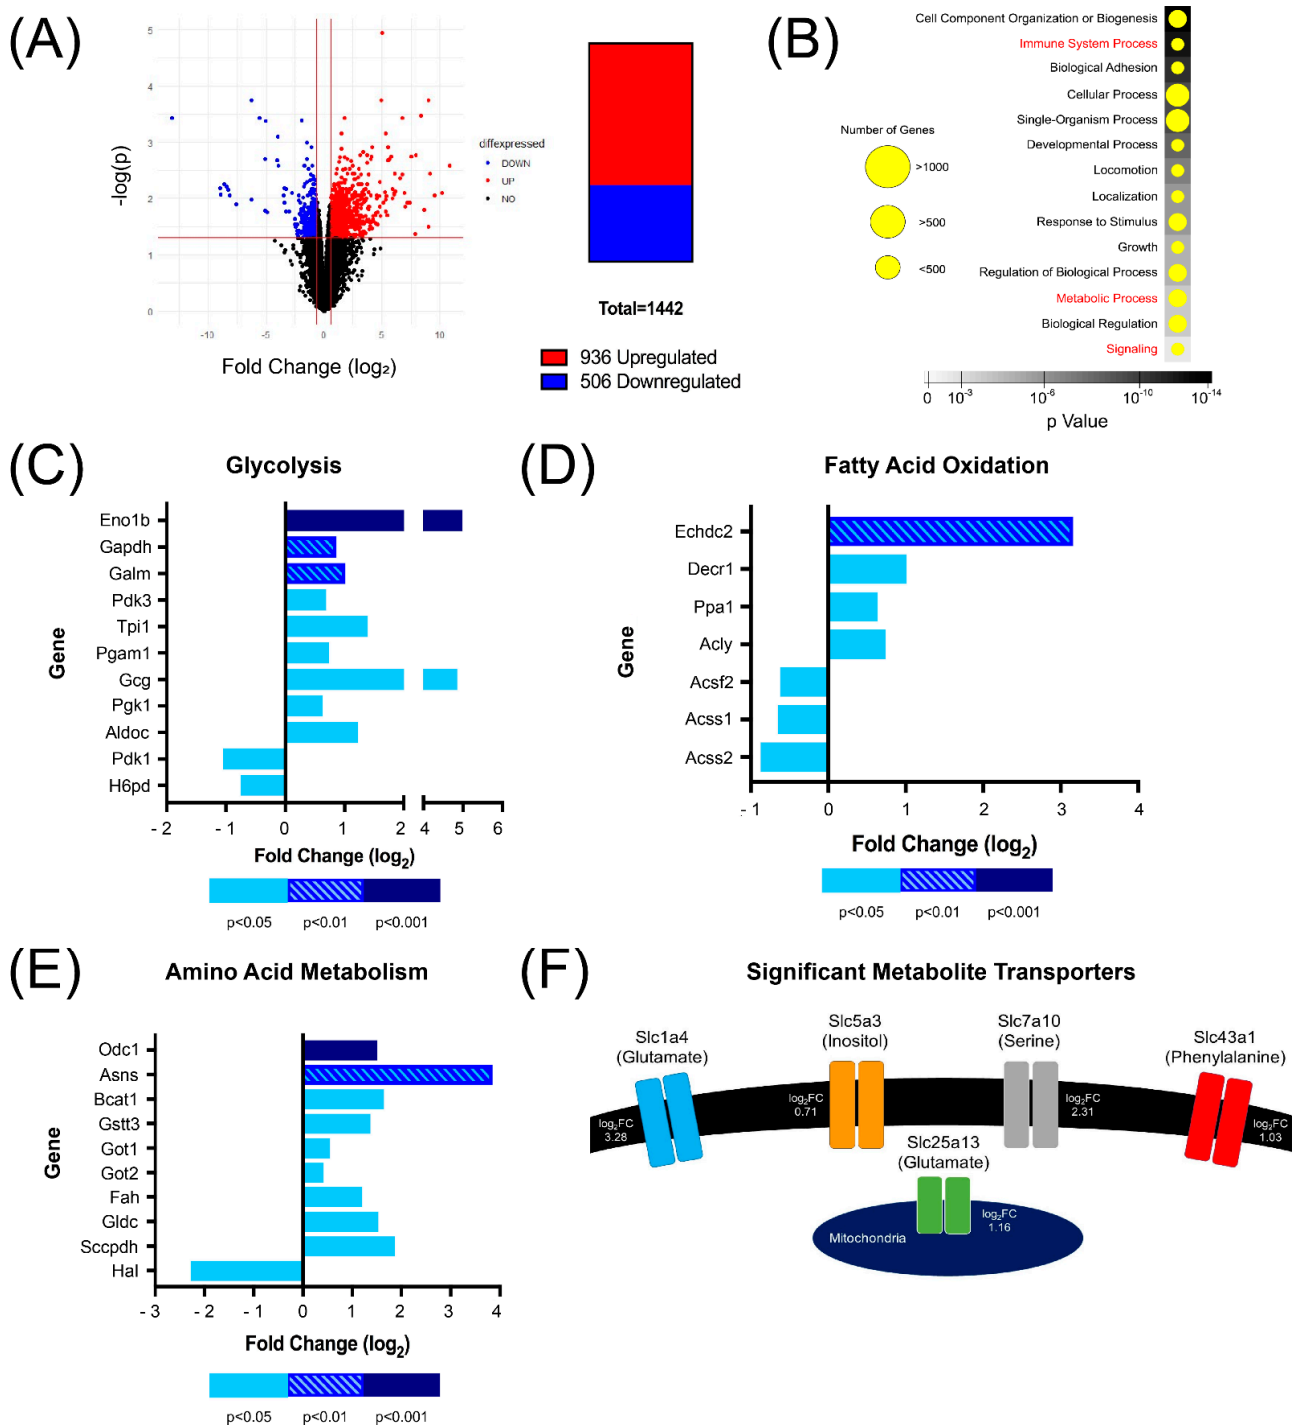 (A)
5
4
3
2
1
0
-log(p)
-10
-5
0
5
10
Fold Change (log₂)
diffexpressed
DOWN
UP
NO
Total=1442
936 Upregulated
506 Downregulated
(B)
Number of Genes
>1000
>500
<500
Cell Component Organization or Biogenesis
Immune System Process
Biological Adhesion
Cellular Process
Single-Organism Process
Developmental Process
Locomotion
Localization
Response to Stimulus
Growth
Regulation of Biological Process
Metabolic Process
Biological Regulation
Signaling
0 10⁻³ 10⁻⁶ 10⁻¹⁰ 10⁻¹⁴
p Value
(C)
Glycolysis
Gene
Eno1b
Gapdh
Galm
Pdk3
Tpi1
Pgam1
Gcg
Pgk1
Aldoc
Pdk1
H6pd
-2 -1 0 1 2 4 5 6
Fold Change (log₂)
p<0.05 p<0.01 p<0.001
(D)
Fatty Acid Oxidation
Gene
Echdc2
Decr1
Ppa1
Acly
Acsf2
Acss1
Acss2
-1 0 1 2 3 4
Fold Change (log₂)
p<0.05 p<0.01 p<0.001
(E)
Amino Acid Metabolism
Gene
Odc1
Asns
Bcat1
Gstt3
Got1
Got2
Fah
Gldc
Sccpdh
Hal
-3 -2 -1 0 1 2 3 4
Fold Change (log₂)
p<0.05 p<0.01 p<0.001
(F)
Significant Metabolite Transporters
Slc1a4
(Glutamate)
log₂FC
3.28
Slc5a3
(Inositol)
log₂FC
0.71
Slc7a10
(Serine)
log₂FC
2.31
Slc43a1
(Phenylalanine)
log₂FC
1.03
Slc25a13
(Glutamate)
log₂FC
1.16
Mitochondria